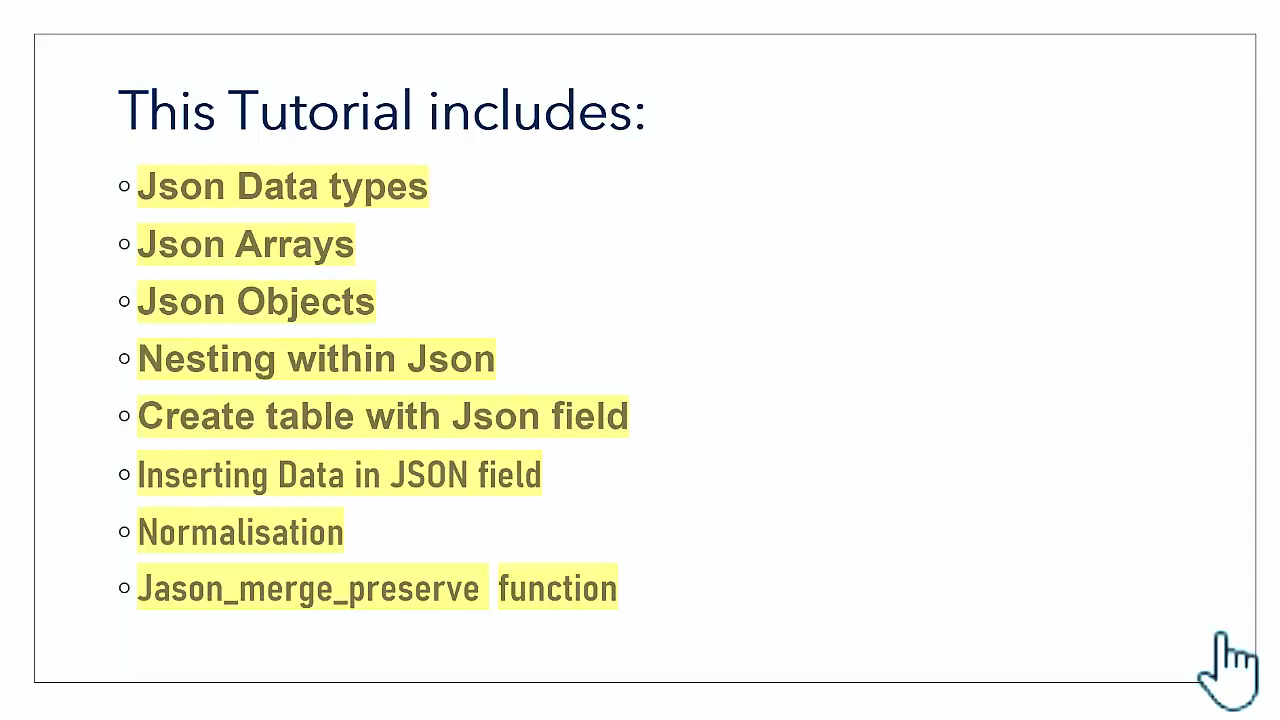 This Tutorial includes:
Json Data types
Json Arrays
Json Objects
Nesting within Json
Create table with Json field
Inserting Data in JSON field
Normalisation
Jason_merge_preserve function